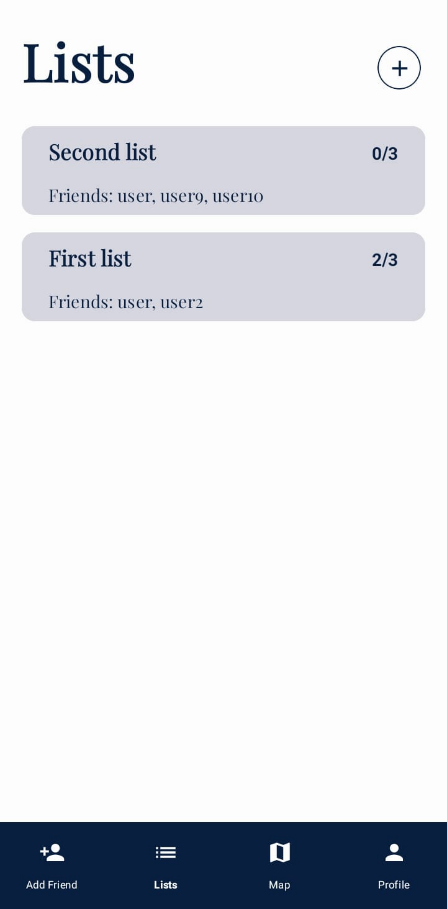 Lists
+
Second list 0/3
Friends: user, user9, user10
First list 2/3
Friends: user, user2
Add Friend Lists Map Profile